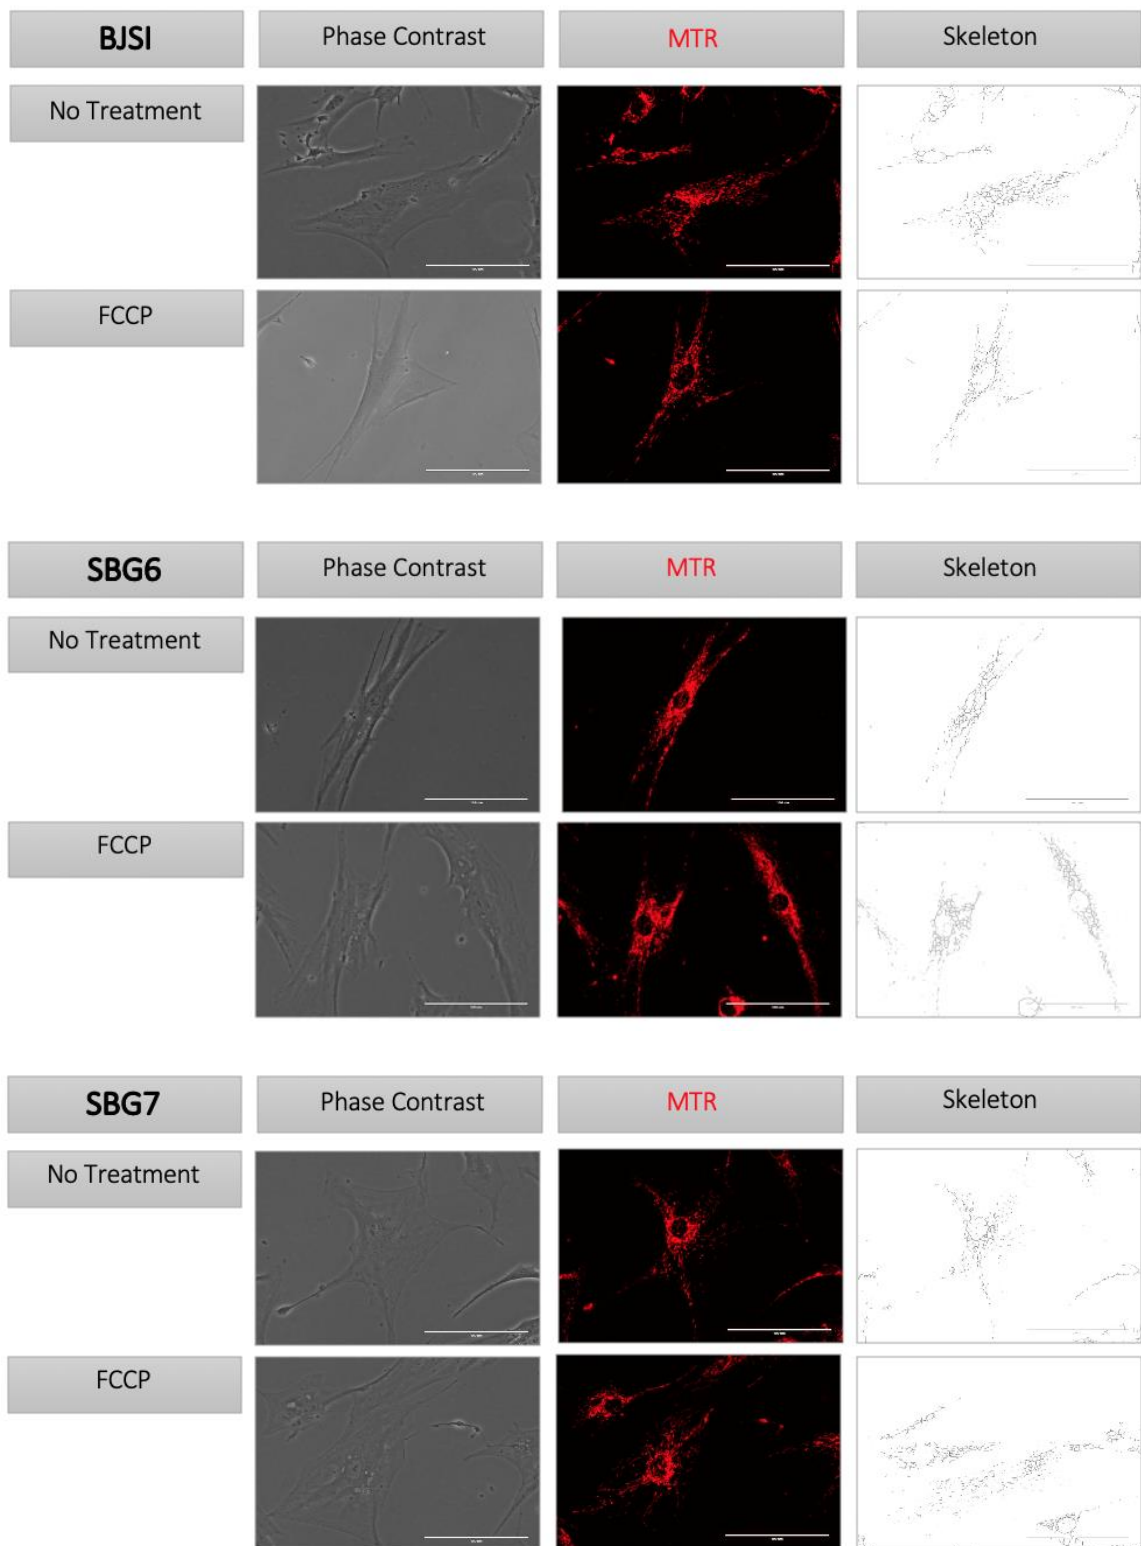 BJSI Phase Contrast MTR Skeleton
No Treatment
FCCP
SBG6 Phase Contrast MTR Skeleton
No Treatment
FCCP
SBG7 Phase Contrast MTR Skeleton
No Treatment
FCCP